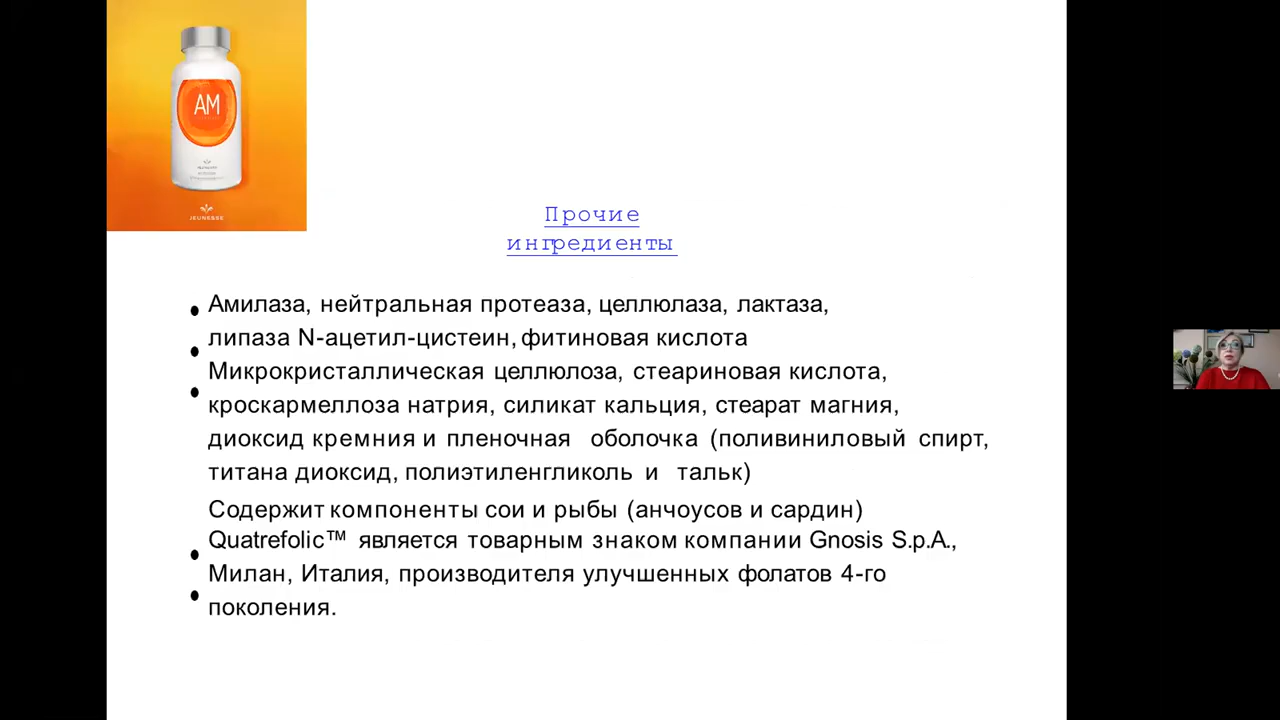 AM
JEUNESSE
Прочие
ингредиенты
Амилаза, нейтральная протеаза, целлюлаза, лактаза,
липаза N-ацетил-цистеин, фитиновая кислота
Микрокристаллическая целлюлоза, стеариновая кислота,
кроскармеллоза натрия, силикат кальция, стеарат магния,
диоксид кремния и пленочная оболочка (поливиниловый спирт,
титана диоксид, полиэтиленгликоль и тальк)
Содержит компоненты сои и рыбы (анчоусов и сардин)
Quatrefolic™ является товарным знаком компании Gnosis S.p.A.,
Милан, Италия, производителя улучшенных фолатов 4-го
поколения.